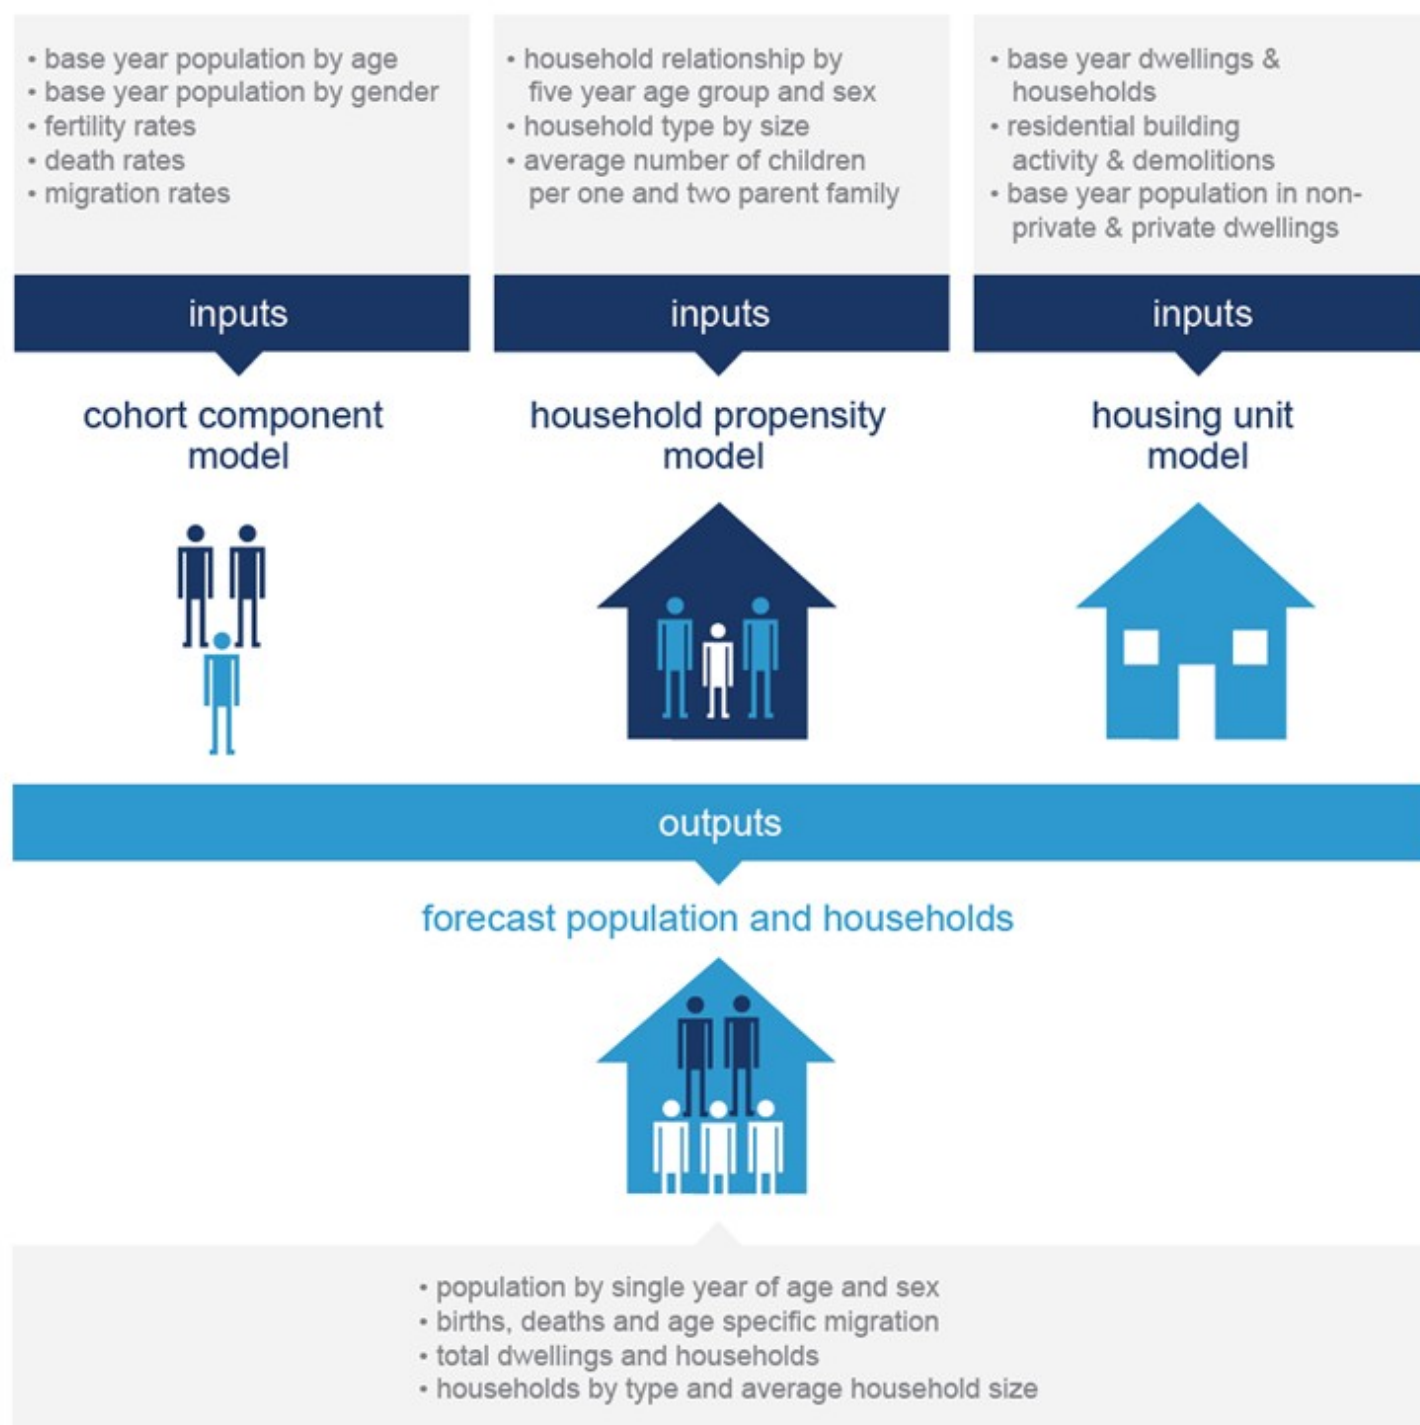 • base year population by age
• base year population by gender
• fertility rates
• death rates
• migration rates
inputs
cohort component
model
• household relationship by
five year age group and sex
• household type by size
• average number of children
per one and two parent family
inputs
household propensity
model
• base year dwellings &
households
• residential building
activity & demolitions
• base year population in non-
private & private dwellings
inputs
housing unit
model
outputs
forecast population and households
• population by single year of age and sex
• births, deaths and age specific migration
• total dwellings and households
• households by type and average household size